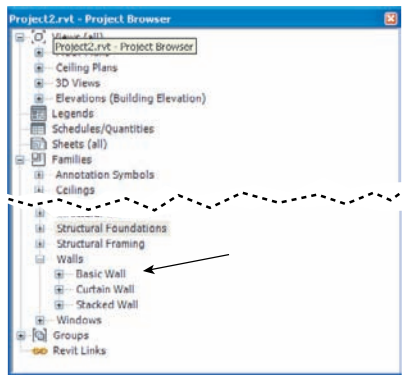 Project2.rvt - Project Browser
Views (all)
Project2.rvt - Project Browser
Ceiling Plans
3D Views
Elevations (Building Elevation)
Legends
Schedules/Quantities
Sheets (all)
Families
Annotation Symbols
Ceilings
Structural Foundations
Structural Framing
Walls
Basic Wall
Curtain Wall
Stacked Wall
Windows
Groups
Revit Links